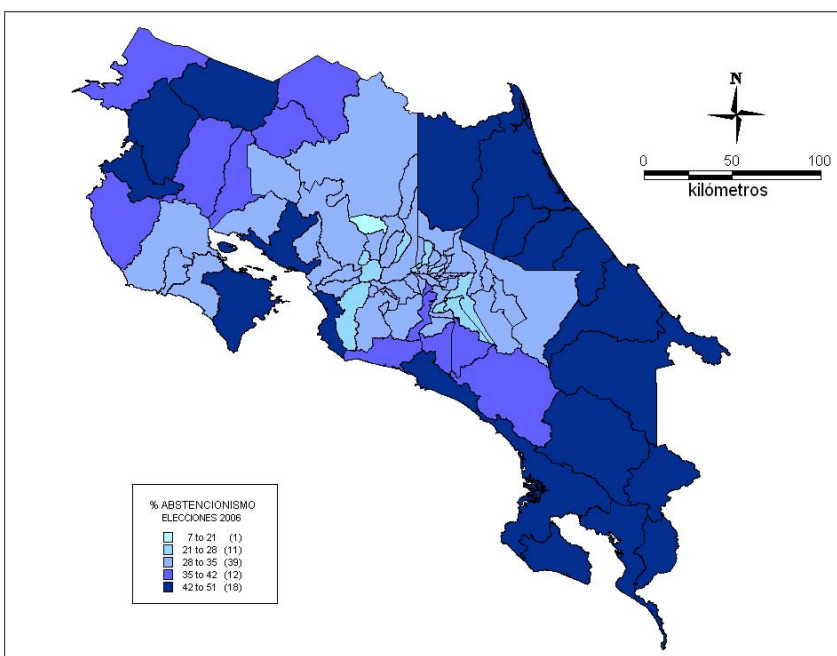 N
0 50 100
kilómetros
% ABSTENCIONISMO
ELECCIONES 2006
7 to 21 (1)
21 to 28 (11)
28 to 35 (39)
35 to 42 (12)
42 to 51 (18)